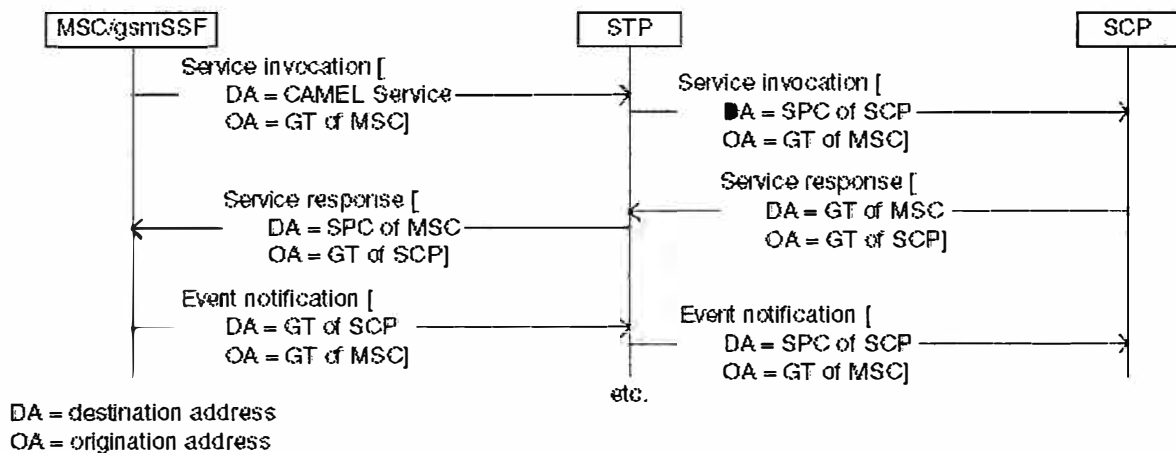 MSC/gsmSSF
STP
SCP
Service invocation [
DA = CAMEL Service
OA = GT of MSC]
Service invocation [
DA = SPC of SCP
OA = GT of MSC]
Service response [
DA = GT of MSC
OA = GT of SCP]
Service response [
DA = SPC of MSC
OA = GT of SCP]
Event notification [
DA = GT of SCP
OA = GT of MSC]
Event notification [
DA = SPC of SCP
OA = GT of MSC]
etc.
DA = destination address
OA = origination address